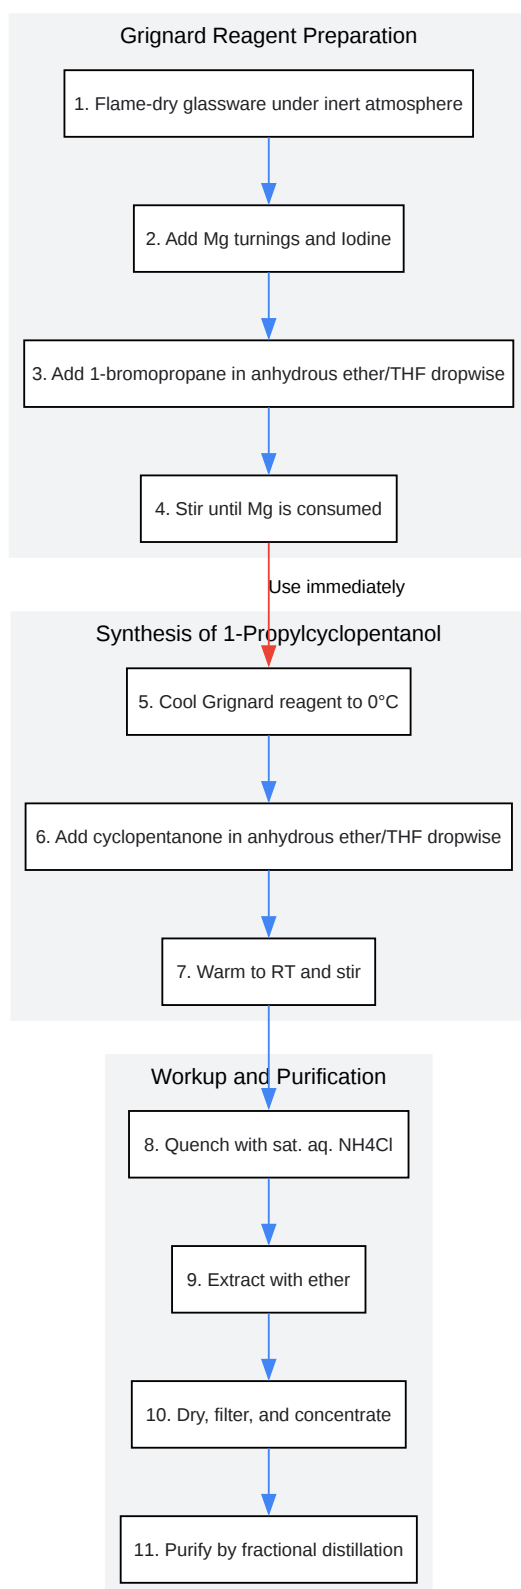 Grignard Reagent Preparation
1. Flame-dry glassware under inert atmosphere
2. Add Mg turnings and Iodine
3. Add 1-bromopropane in anhydrous ether/THF dropwise
4. Stir until Mg is consumed
Use immediately
Synthesis of 1-Propylcyclopentanol
5. Cool Grignard reagent to 0°C
6. Add cyclopentanone in anhydrous ether/THF dropwise
7. Warm to RT and stir
Workup and Purification
8. Quench with sat. aq. NH4Cl
9. Extract with ether
10. Dry, filter, and concentrate
11. Purify by fractional distillation